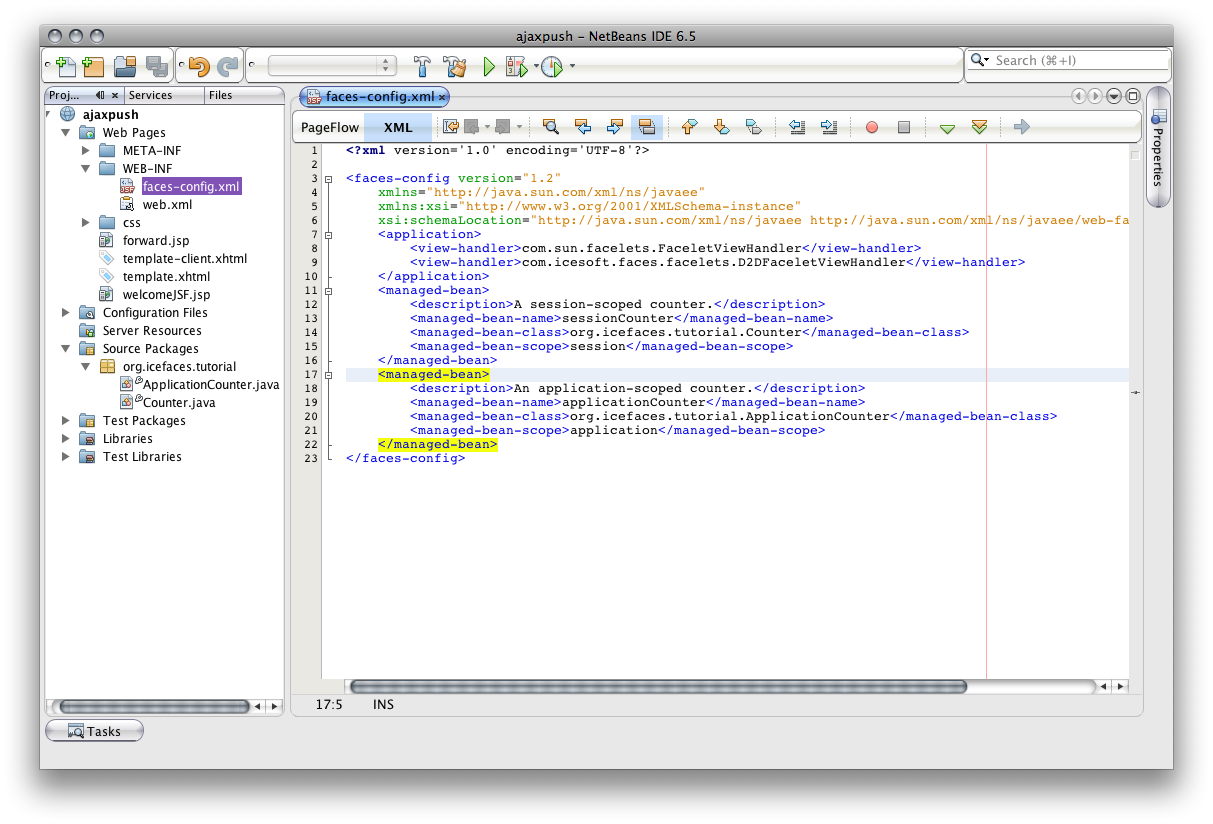 ajaxpush – NetBeans IDE 6.5
Search (⌘+I)
Proj...
Services
Files
ajaxpush
Web Pages
META-INF
WEB-INF
faces-config.xml
web.xml
css
forward.jsp
template-client.xhtml
template.xhtml
welcomeJSF.jsp
Configuration Files
Server Resources
Source Packages
org.icefaces.tutorial
ApplicationCounter.java
Counter.java
Test Packages
Libraries
Test Libraries
faces-config.xml
PageFlow
XML
1 <?xml version='1.0' encoding='UTF-8'?>
2
3 <faces-config version="1.2"
4 xmlns="http://java.sun.com/xml/ns/javaee"
5 xmlns:xsi="http://www.w3.org/2001/XMLSchema-instance"
6 xsi:schemaLocation="http://java.sun.com/xml/ns/javaee http://java.sun.com/xml/ns/javaee/web-fa
7 <application>
8 <view-handler>com.sun.facelets.FaceletViewHandler</view-handler>
9 <view-handler>com.icesoft.faces.facelets.D2DFaceletViewHandler</view-handler>
10 </application>
11 <managed-bean>
12 <description>A session-scoped counter.</description>
13 <managed-bean-name>sessionCounter</managed-bean-name>
14 <managed-bean-class>org.icefaces.tutorial.Counter</managed-bean-class>
15 <managed-bean-scope>session</managed-bean-scope>
16 </managed-bean>
17 <managed-bean>
18 <description>An application-scoped counter.</description>
19 <managed-bean-name>applicationCounter</managed-bean-name>
20 <managed-bean-class>org.icefaces.tutorial.ApplicationCounter</managed-bean-class>
21 <managed-bean-scope>application</managed-bean-scope>
22 </managed-bean>
23 </faces-config>
Properties
17:5 INS
Tasks